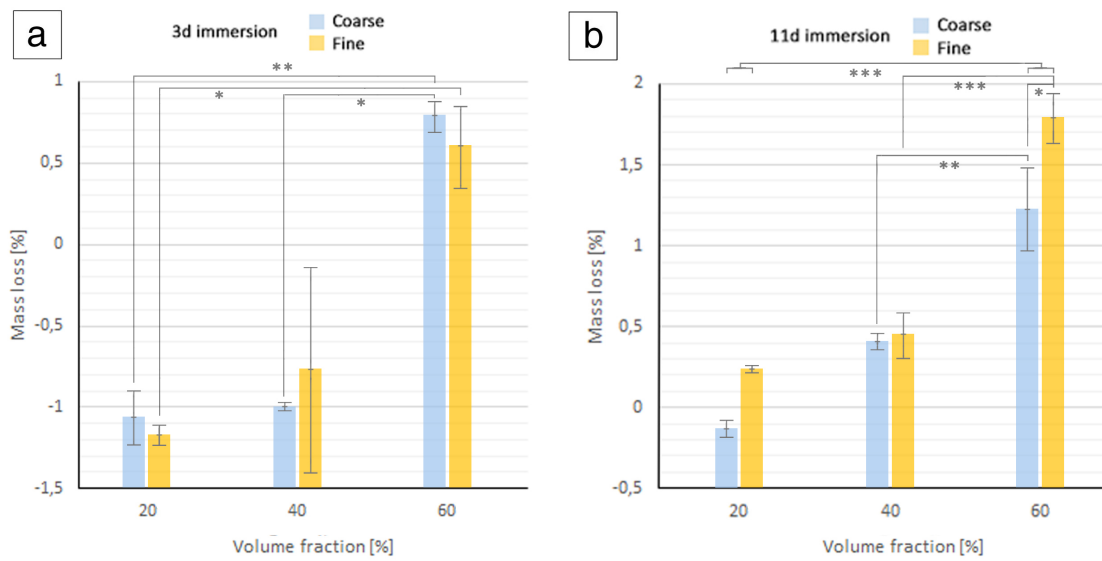 a
3d immersion
Coarse
Fine
**
*
*
1
0,5
0
-0,5
-1
-1,5
Mass loss [%]
20
40
60
Volume fraction [%]
b
11d immersion
Coarse
Fine
***
***
*
**
2
1,5
1
0,5
0
-0,5
Mass loss [%]
20
40
60
Volume fraction [%]